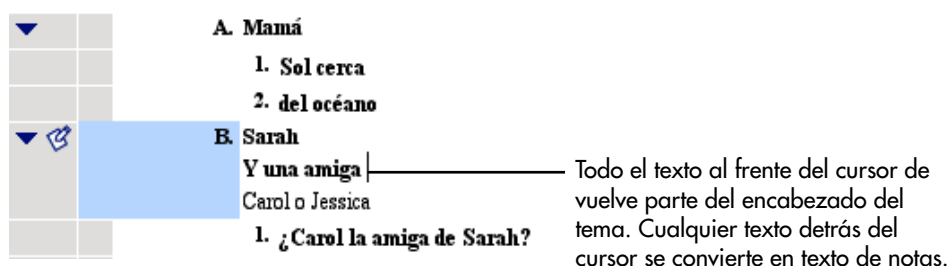 A. Mamá
1. Sol cerca
2. del océano
B. Sarah
Y una amiga
Carol o Jessica
1. ¿Carol la amiga de Sarah?
Todo el texto al frente del cursor de
vuelve parte del encabezado del
tema. Cualquier texto detrás del
cursor se convierte en texto de notas.